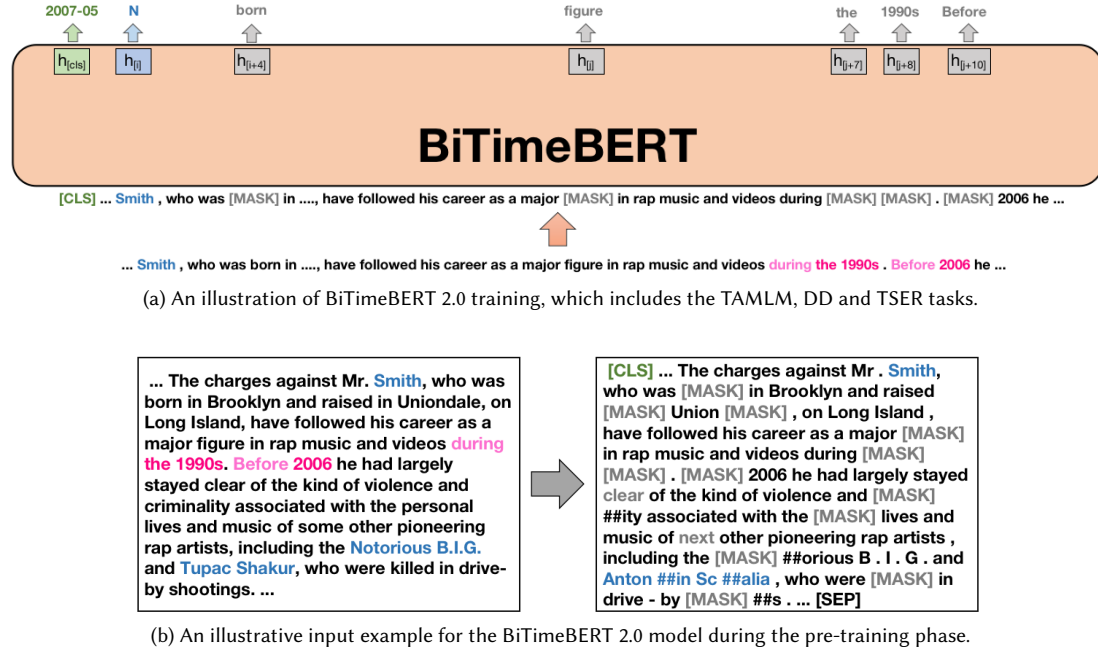 2007-05 N born figure the 1990s Before
h[cls] h[i] h[i+4] h[j] h[j+7] h[j+8] h[j+10]
BiTimeBERT
[CLS] ... Smith , who was [MASK] in ...., have followed his career as a major [MASK] in rap music and videos during [MASK] [MASK] . [MASK] 2006 he ...
... Smith , who was born in ...., have followed his career as a major figure in rap music and videos during the 1990s . Before 2006 he ...
(a) An illustration of BiTimeBERT 2.0 training, which includes the TAMLM, DD and TSER tasks.
... The charges against Mr. Smith, who was
born in Brooklyn and raised in Uniondale, on
Long Island, have followed his career as a
major figure in rap music and videos during
the 1990s. Before 2006 he had largely
stayed clear of the kind of violence and
criminality associated with the personal
lives and music of some other pioneering
rap artists, including the Notorious B.I.G.
and Tupac Shakur, who were killed in drive-
by shootings. ...
[CLS] ... The charges against Mr . Smith,
who was [MASK] in Brooklyn and raised
[MASK] Union [MASK] , on Long Island ,
have followed his career as a major [MASK]
in rap music and videos during [MASK]
[MASK] . [MASK] 2006 he had largely stayed
clear of the kind of violence and [MASK]
##ity associated with the [MASK] lives and
music of next other pioneering rap artists ,
including the [MASK] ##orious B . I . G . and
Anton ##in Sc ##alia , who were [MASK] in
drive - by [MASK] ##s . ... [SEP]
(b) An illustrative input example for the BiTimeBERT 2.0 model during the pre-training phase.